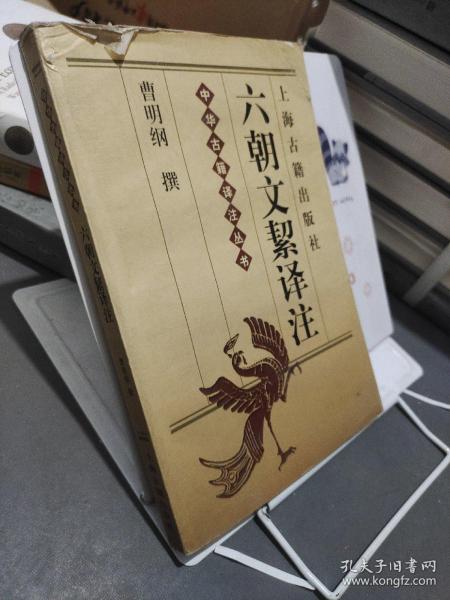 上海古籍出版社
六朝文絜译注
中华古籍译注丛书
曹明纲 撰
六朝文絜译注
孔夫子旧书网
www.kongfz.com